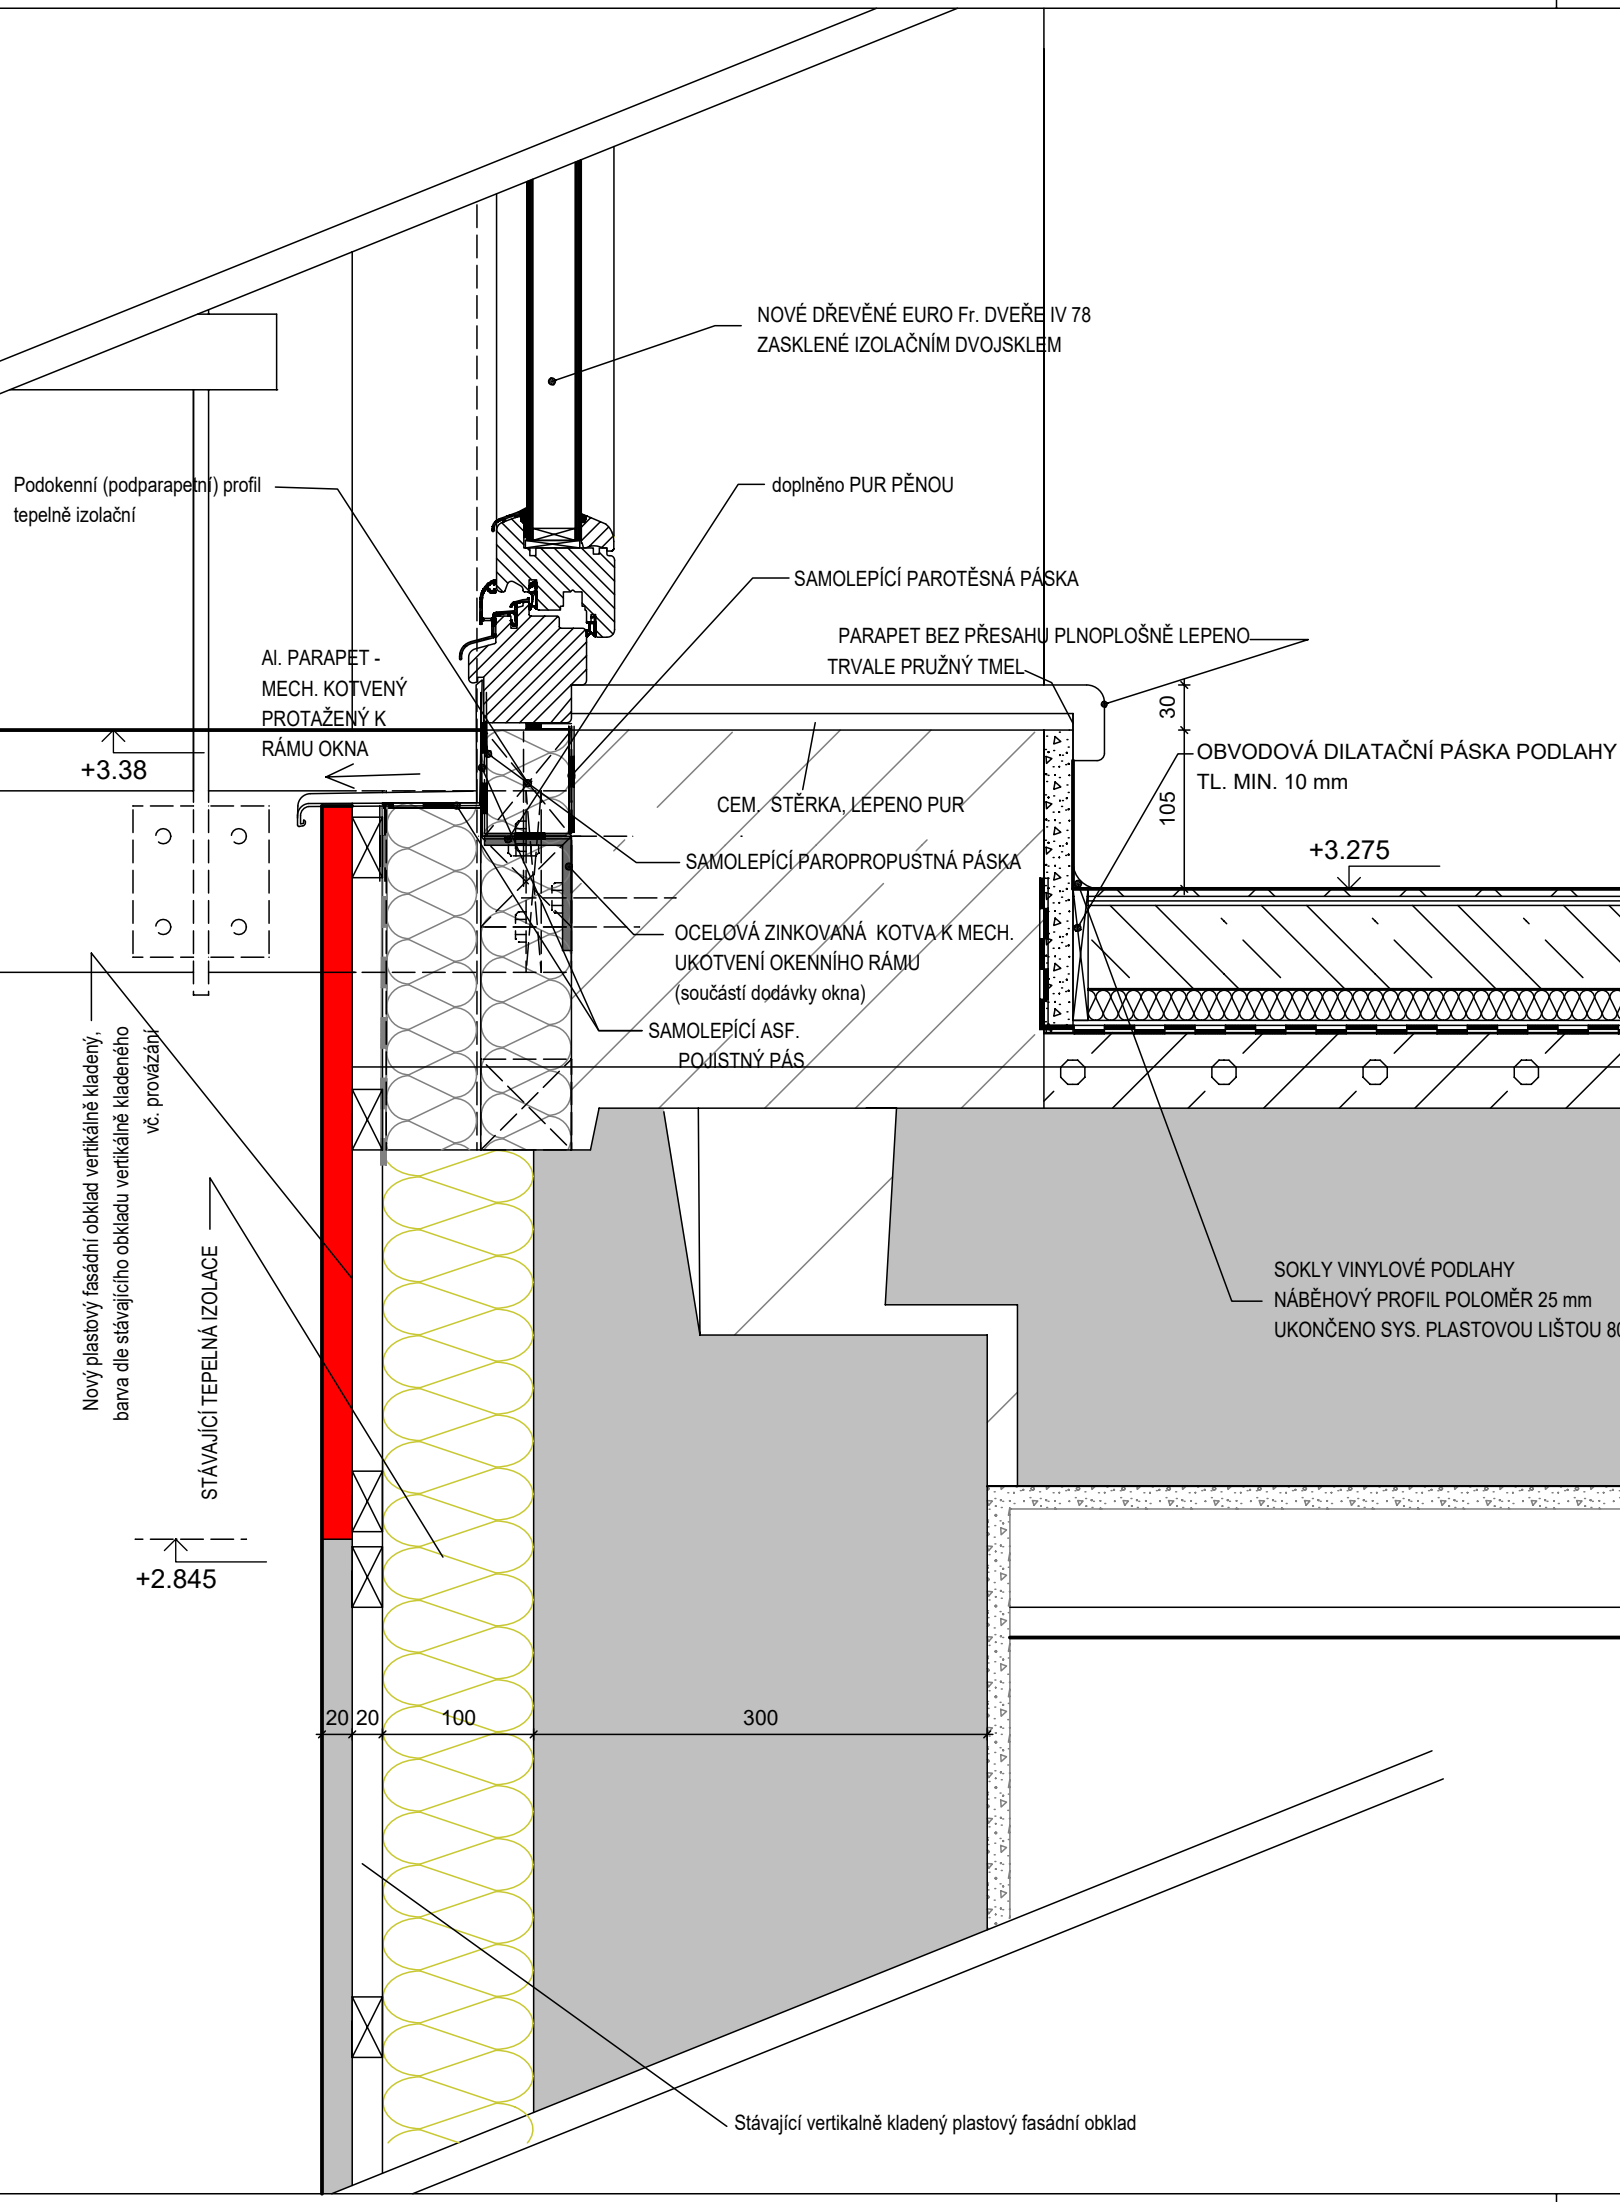 NOVÉ DŘEVĚNÉ EURO Fr. DVEŘE IV 78
ZASKLENÉ IZOLAČNÍM DVOJSKLEM
Podokenní (podparapetní) profil
tepelně izolační
doplněno PUR PĚNOU
SAMOLEPÍCÍ PAROTĚSNÁ PÁSKA
PARAPET BEZ PŘESAHU PLNOPLOŠNĚ LEPENO
TRVALE PRUŽNÝ TMEL
Al. PARAPET -
MECH. KOTVENÝ
PROTAŽENÝ K
RÁMU OKNA
30
+3.38
OBVODOVÁ DILATAČNÍ PÁSKA PODLAHY
TL. MIN. 10 mm
105
CEM. STĚRKA, LEPENO PUR
+3.275
SAMOLEPÍCÍ PAROPROPUSTNÁ PÁSKA
OCELOVÁ ZINKOVANÁ KOTVA K MECH.
UKOTVENÍ OKENNÍHO RÁMU
(součástí dodávky okna)
SAMOLEPÍCÍ ASF.
POJISTNÝ PÁS
Nový plastový fasádní obklad vertikálně kladený,
barva dle stávajícího obkladu vertikálně kladeného
vč. provázání
STÁVAJÍCÍ TEPELNÁ IZOLACE
SOKLY VINYLOVÉ PODLAHY
NÁBĚHOVÝ PROFIL POLOMĚR 25 mm
UKONČENO SYS. PLASTOVOU LIŠTOU 80
+2.845
20 20 100 300
Stávající vertikalně kladený plastový fasádní obklad